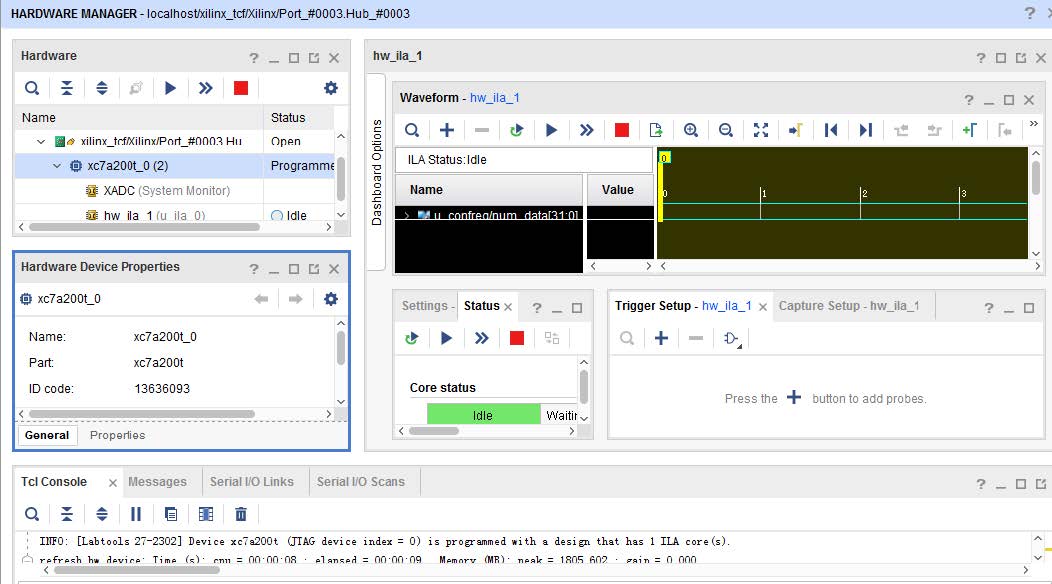 HARDWARE MANAGER - localhost/xilinx_tcf/Xilinx/Port_#0003.Hub_#0003
Hardware
Name Status
xilinx_tcf/Xilinx/Port_#0003.Hu Open
xc7a200t_0 (2) Programme
XADC (System Monitor)
hw_ila_1 (u_ila_0) Idle
Hardware Device Properties
xc7a200t_0
Name: xc7a200t_0
Part: xc7a200t
ID code: 13636093
General Properties
hw_ila_1
Dashboard Options
Waveform - hw_ila_1
ILA Status:Idle
Name Value
u_confreg/num_data[31:0]
0
0 1 2 3
Settings - Status
Core status
Idle Waitin
Trigger Setup - hw_ila_1 Capture Setup - hw_ila_1
Press the + button to add probes.
Tcl Console Messages Serial I/O Links Serial I/O Scans
INFO: [Labtools 27-2302] Device xc7a200t (JTAG device index = 0) is programmed with a design that has 1 ILA core(s).
refresh_hw_device: Time (s): cpu = 00:00:08 ; elapsed = 00:00:09 . Memory (MB): peak = 1805.602 ; gain = 0.000